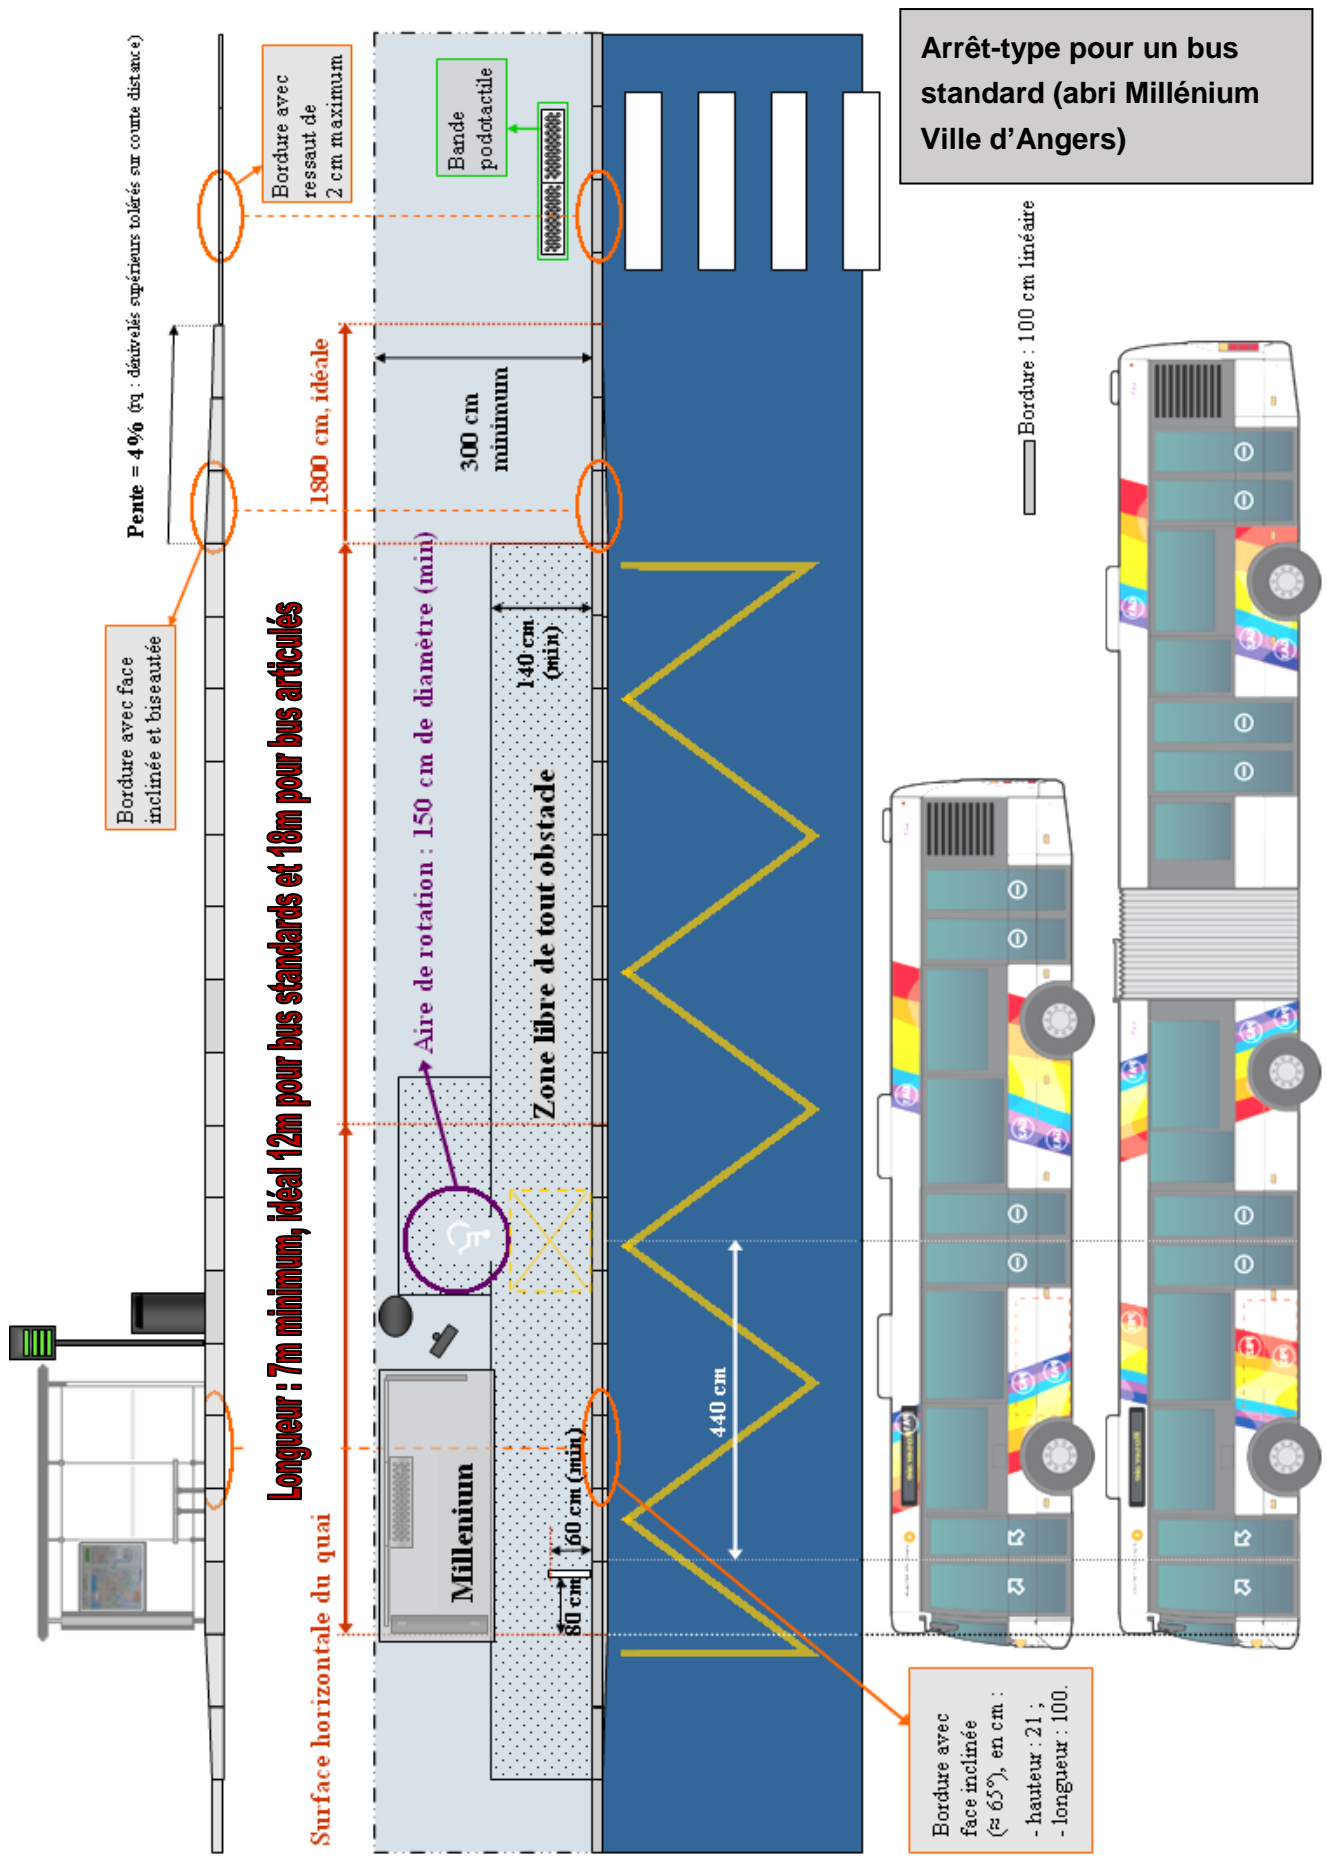 Arrêt-type pour un bus
standard (abri Millénium
Ville d'Angers)
Pente = 4% (rq : dénivelés supérieurs tolérés sur courte distance)
Bordure avec
ressaut de
2 cm maximum
Bordure avec face
inclinée et biseautée
Longueur : 7m minimum, idéal 12m pour bus standards et 18m pour bus articulés
Surface horizontale du quai
1800 cm, idéale
Bande
podotactile
300 cm
minimum
Aire de rotation : 150 cm de diamètre (min)
140 cm
(min)
Zone libre de tout obstade
Millenium
60 cm (min)
80 cm
440 cm
Bordure : 100 cm linéaire
Bordure avec
face inclinée
(≈ 65°), en cm :
- hauteur : 21 ;
- longueur : 100.